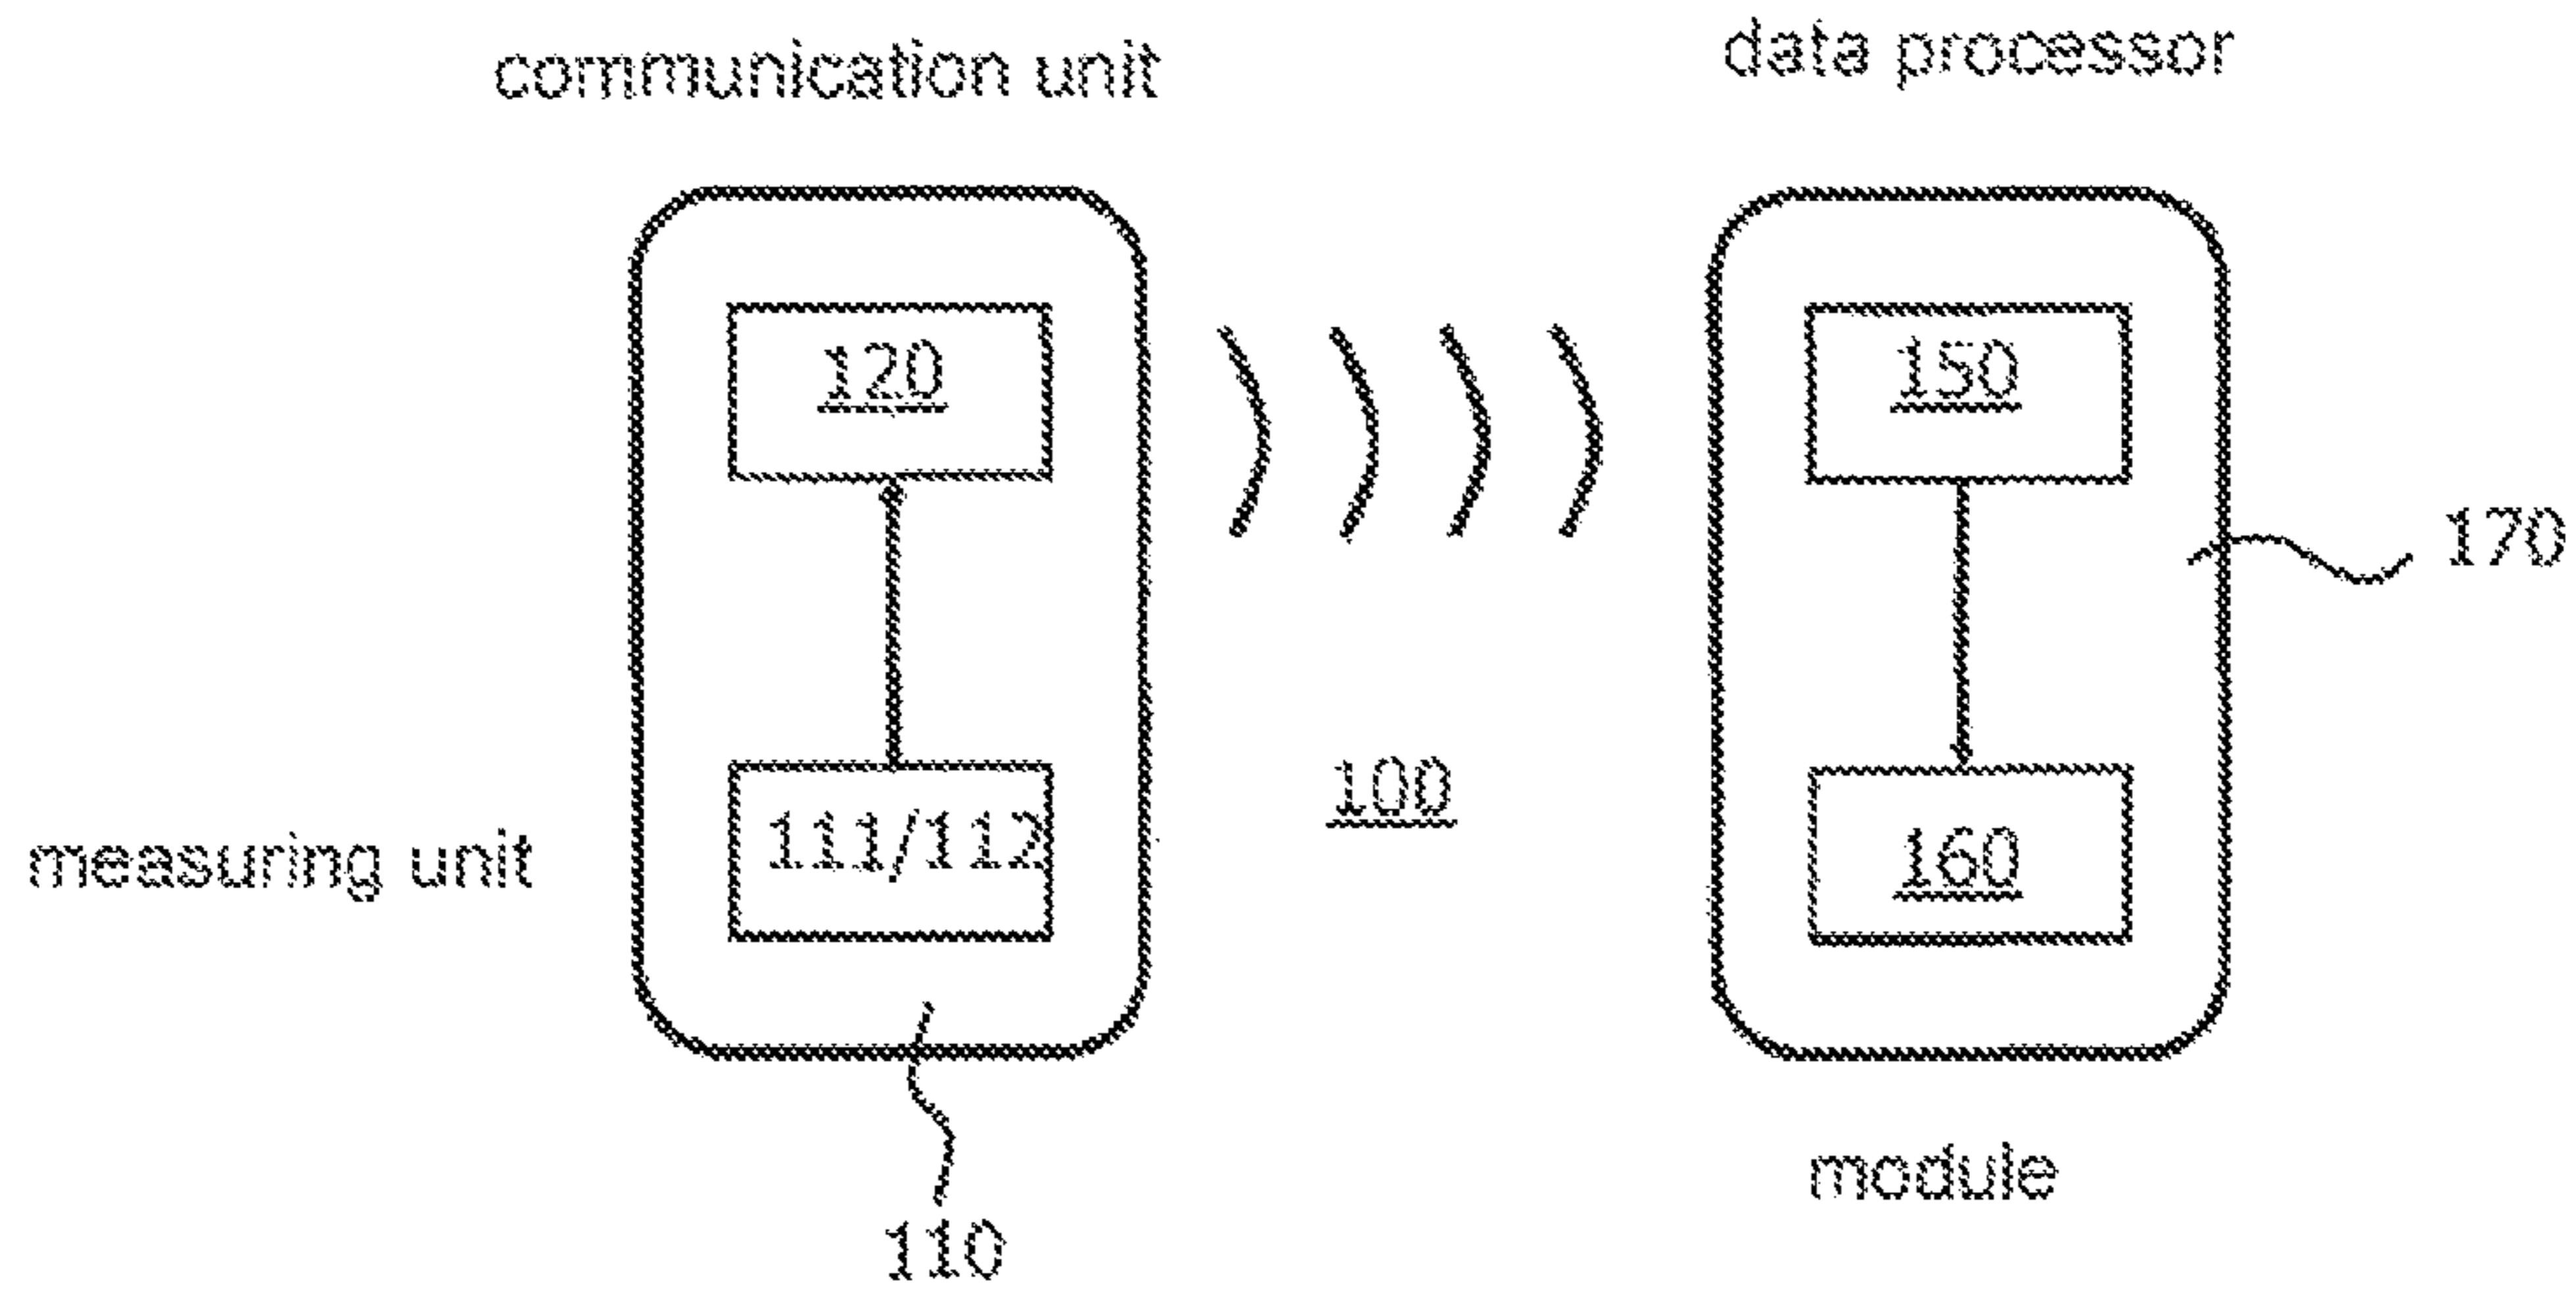 communication unit
data processor
120
150
170
100
measuring unit
111/112
160
module
110